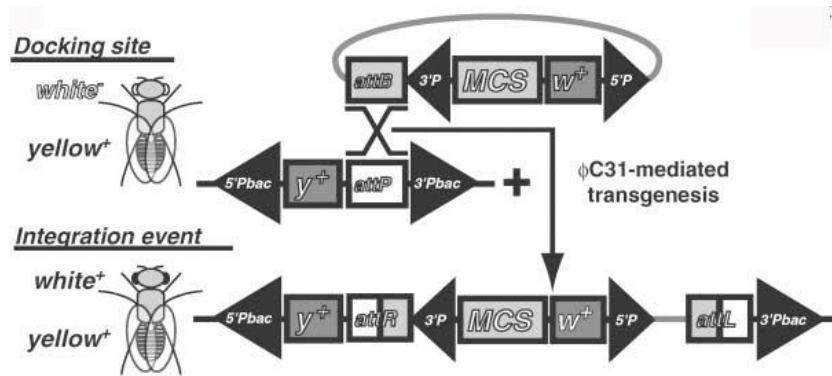 Docking site
white-
yellow+
attB 3'P MCS w+ 5'P
5'Pbac y+ attP 3'Pbac +
ϕC31-mediated
transgenesis
Integration event
white+
yellow+
5'Pbac y+ attR 3'P MCS w+ 5'P attL 3'Pbac